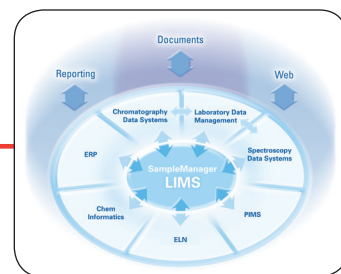 Documents
Reporting
Web
Chromatography
Data Systems
Laboratory Data
Management
ERP
Spectroscopy
Data Systems
SampleManager
LIMS
Chem
Informatics
PIMS
ELN